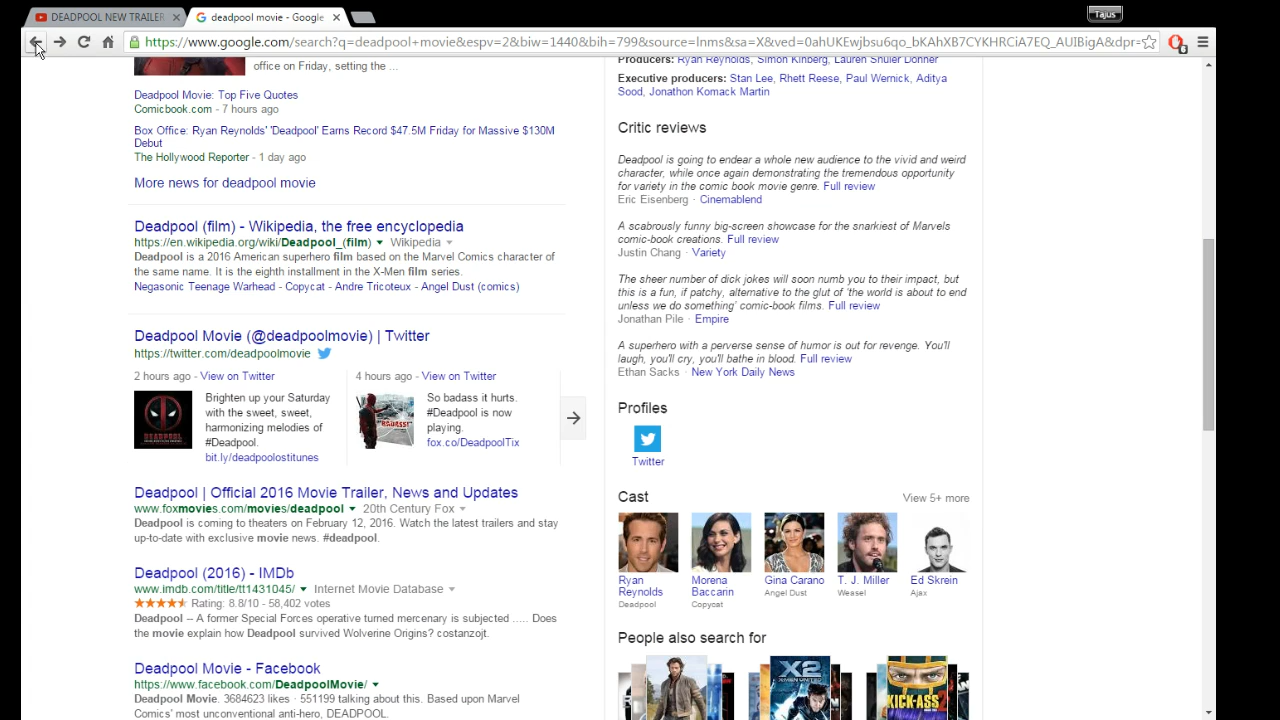 DEADPOOL NEW TRAILER
deadpool movie - Google
Tajus
https://www.google.com/search?q=deadpool+movie&espv=2&biw=1440&bih=799&source=lnms&sa=X&ved=0ahUKEwjbsu6qo_bKAhXB7CYKHRCiA7EQ_AUIBigA&dpr=
6
office on Friday, setting the ...
Deadpool Movie: Top Five Quotes
Comicbook.com - 7 hours ago
Box Office: Ryan Reynolds' 'Deadpool' Earns Record $47.5M Friday for Massive $130M
Debut
The Hollywood Reporter - 1 day ago
More news for deadpool movie
Deadpool (film) - Wikipedia, the free encyclopedia
https://en.wikipedia.org/wiki/Deadpool_(film) Wikipedia
Deadpool is a 2016 American superhero film based on the Marvel Comics character of
the same name. It is the eighth installment in the X-Men film series.
Negasonic Teenage Warhead - Copycat - Andre Tricoteux - Angel Dust (comics)
Deadpool Movie (@deadpoolmovie) | Twitter
https://twitter.com/deadpoolmovie
2 hours ago - View on Twitter
DEADPOOL
Brighten up your Saturday
with the sweet, sweet,
harmonizing melodies of
#Deadpool.
bit.ly/deadpoolostitunes
4 hours ago - View on Twitter
"BADASS!"
So badass it hurts.
#Deadpool is now
playing.
fox.co/DeadpoolTix
Deadpool | Official 2016 Movie Trailer, News and Updates
www.foxmovies.com/movies/deadpool 20th Century Fox
Deadpool is coming to theaters on February 12, 2016. Watch the latest trailers and stay
up-to-date with exclusive movie news. #deadpool.
Deadpool (2016) - IMDb
www.imdb.com/title/tt1431045/ Internet Movie Database
Rating: 8.8/10 - 58,402 votes
Deadpool -- A former Special Forces operative turned mercenary is subjected ..... Does
the movie explain how Deadpool survived Wolverine Origins? costanzojt.
Deadpool Movie - Facebook
https://www.facebook.com/DeadpoolMovie/
Deadpool Movie. 3684623 likes · 551199 talking about this. Based upon Marvel
Comics' most unconventional anti-hero, DEADPOOL.
Producers: Ryan Reynolds, Simon Kinberg, Lauren Shuler Donner
Executive producers: Stan Lee, Rhett Reese, Paul Wernick, Aditya
Sood, Jonathon Komack Martin
Critic reviews
Deadpool is going to endear a whole new audience to the vivid and weird
character, while once again demonstrating the tremendous opportunity
for variety in the comic book movie genre. Full review
Eric Eisenberg · Cinemablend
A scabrously funny big-screen showcase for the snarkiest of Marvels
comic-book creations. Full review
Justin Chang · Variety
The sheer number of dick jokes will soon numb you to their impact, but
this is a fun, if patchy, alternative to the glut of 'the world is about to end
unless we do something' comic-book films. Full review
Jonathan Pile · Empire
A superhero with a perverse sense of humor is out for revenge. You'll
laugh, you'll cry, you'll bathe in blood. Full review
Ethan Sacks · New York Daily News
Profiles
Twitter
Cast
View 5+ more
Ryan
Reynolds
Deadpool
Morena
Baccarin
Copycat
Gina Carano
Angel Dust
T. J. Miller
Weasel
Ed Skrein
Ajax
People also search for
X2
KICK-ASS